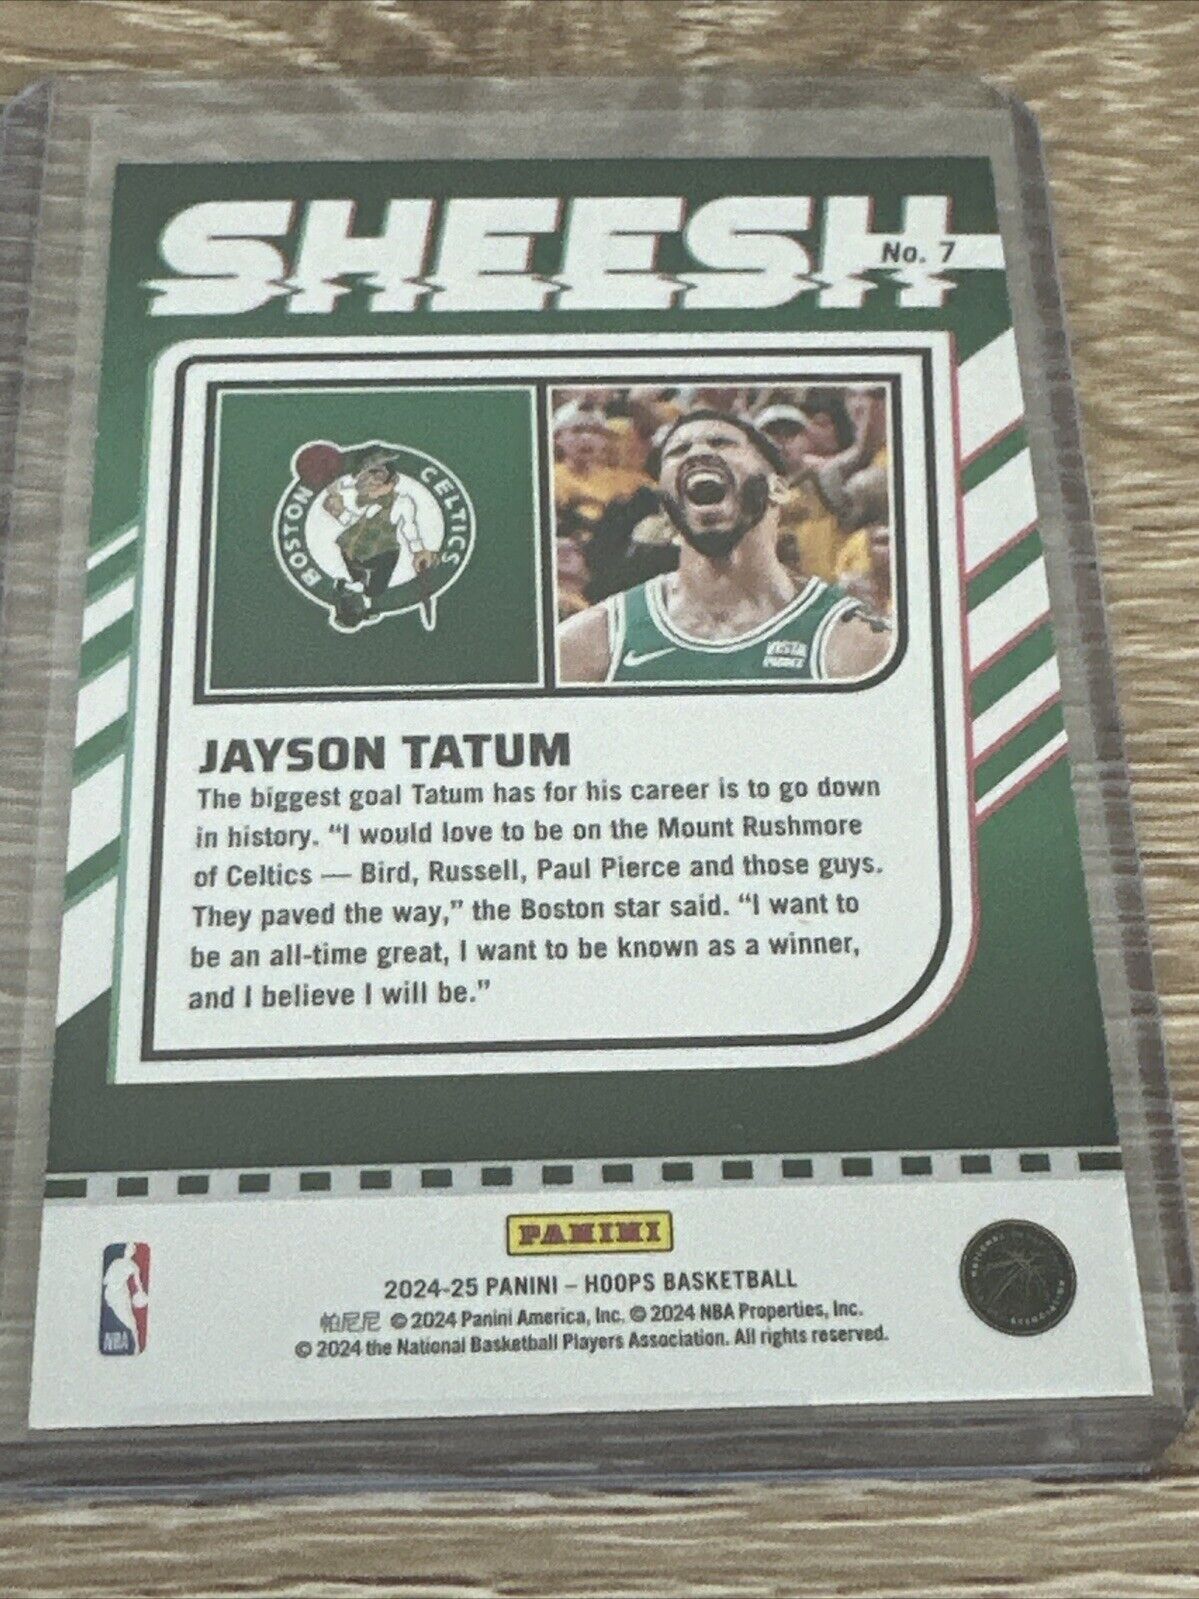 SHEESH
No. 7
BOSTON CELTICS
VISTA
PRINT
JAYSON TATUM
The biggest goal Tatum has for his career is to go down
in history. “I would love to be on the Mount Rushmore
of Celtics — Bird, Russell, Paul Pierce and those guys.
They paved the way,” the Boston star said. “I want to
be an all-time great, I want to be known as a winner,
and I believe I will be.”
PANINI
NBA
2024-25 PANINI – HOOPS BASKETBALL
帕尼尼 © 2024 Panini America, Inc. © 2024 NBA Properties, Inc.
© 2024 the National Basketball Players Association. All rights reserved.